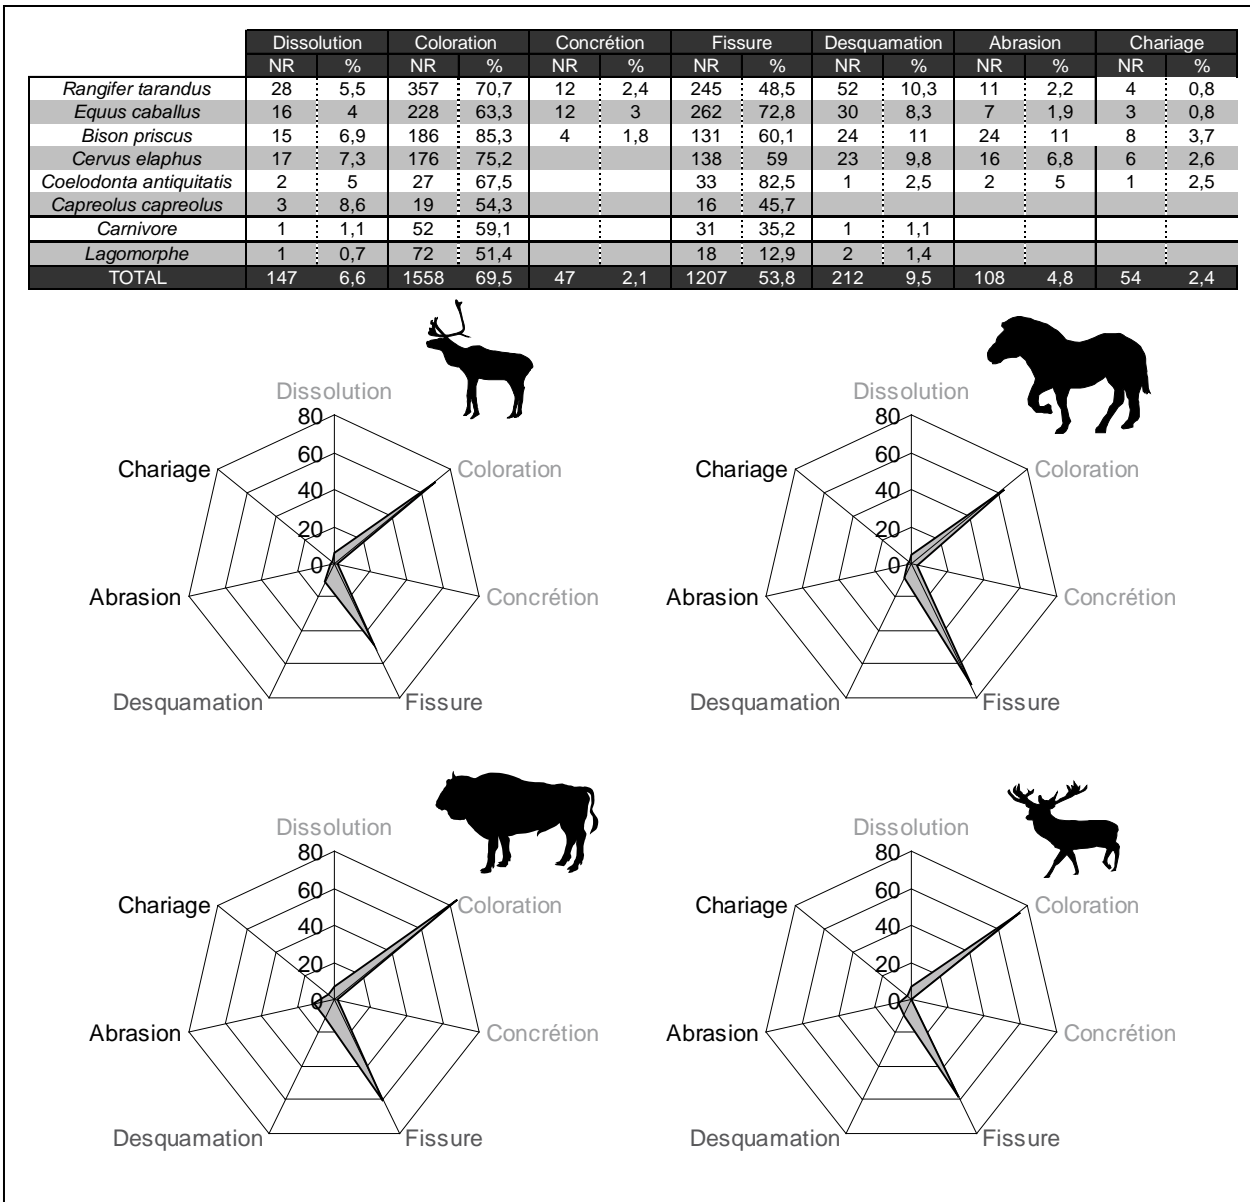 Dissolution Coloration Concrétion Fissure Desquamation Abrasion Chariage
NR % NR % NR % NR % NR % NR % NR %
Rangifer tarandus 28 5,5 357 70,7 12 2,4 245 48,5 52 10,3 11 2,2 4 0,8
Equus caballus 16 4 228 63,3 12 3 262 72,8 30 8,3 7 1,9 3 0,8
Bison priscus 15 6,9 186 85,3 4 1,8 131 60,1 24 11 24 11 8 3,7
Cervus elaphus 17 7,3 176 75,2 138 59 23 9,8 16 6,8 6 2,6
Coelodonta antiquitatis 2 5 27 67,5 33 82,5 1 2,5 2 5 1 2,5
Capreolus capreolus 3 8,6 19 54,3 16 45,7
Carnivore 1 1,1 52 59,1 31 35,2 1 1,1
Lagomorphe 1 0,7 72 51,4 18 12,9 2 1,4
TOTAL 147 6,6 1558 69,5 47 2,1 1207 53,8 212 9,5 108 4,8 54 2,4
Dissolution
80
60
40
20
0
Coloration
Concrétion
Fissure
Desquamation
Abrasion
Chariage
Dissolution
80
60
40
20
0
Coloration
Concrétion
Fissure
Desquamation
Abrasion
Chariage
Dissolution
80
60
40
20
0
Coloration
Concrétion
Fissure
Desquamation
Abrasion
Chariage
Dissolution
80
60
40
20
0
Coloration
Concrétion
Fissure
Desquamation
Abrasion
Chariage